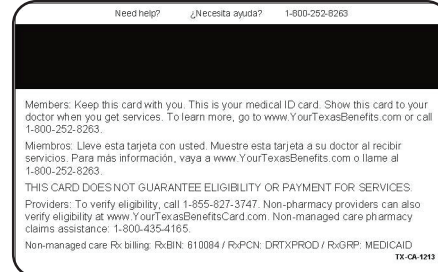 Need help? ¿Necesita ayuda? 1-800-252-8263
Members: Keep this card with you. This is your medical ID card. Show this card to your
doctor when you get services. To learn more, go to www.YourTexasBenefits.com or call
1-800-252-8263.
Miembros: Lleve esta tarjeta con usted. Muestre esta tarjeta a su doctor al recibir
servicios. Para más información, vaya a www.YourTexasBenefits.com o llame al
1-800-252-8263.
THIS CARD DOES NOT GUARANTEE ELIGIBILITY OR PAYMENT FOR SERVICES.
Providers: To verify eligibility, call 1-855-827-3747. Non-pharmacy providers can also
verify eligibility at www.YourTexasBenefitsCard.com. Non-managed care pharmacy
claims assistance: 1-800-435-4165.
Non-managed care Rx billing: RxBIN: 610084 / RxPCN: DRTXPROD / RxGRP: MEDICAID
TX-CA-1213